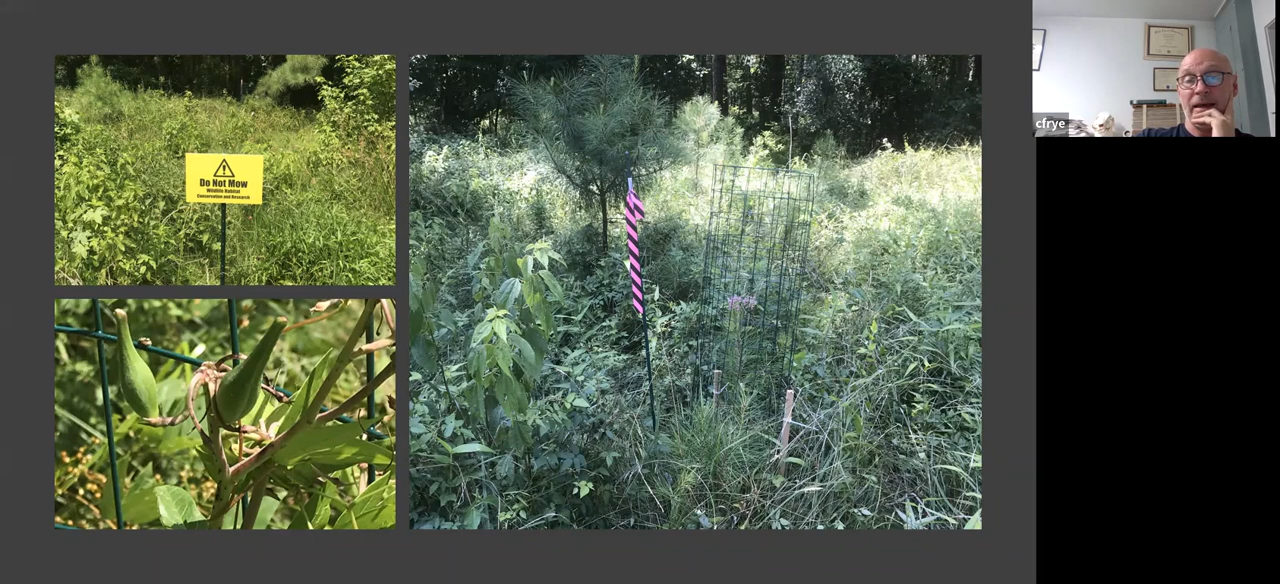 Do Not Mow
Wildlife Habitat
Conservation and Research
cfrye